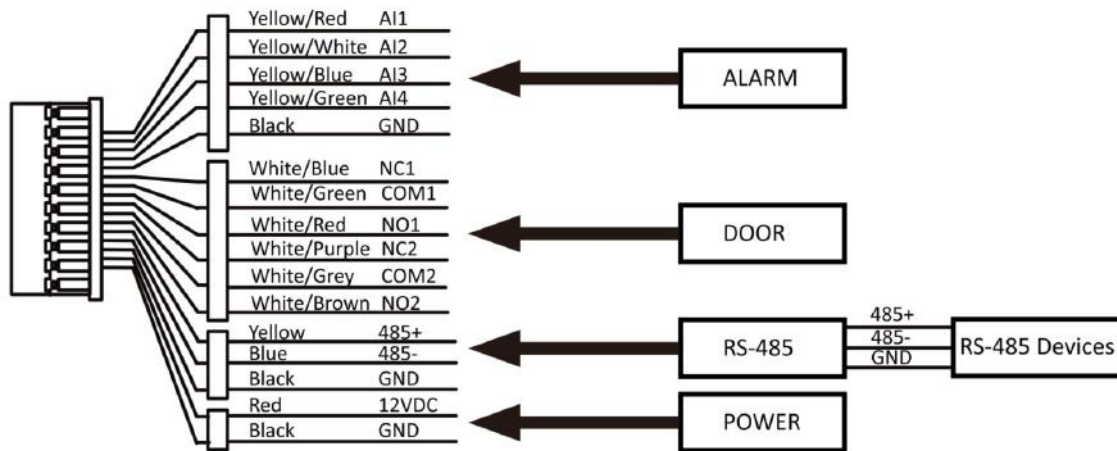 Yellow/Red AI1
Yellow/White AI2
Yellow/Blue AI3
Yellow/Green AI4
Black GND
ALARM
White/Blue NC1
White/Green COM1
White/Red NO1
White/Purple NC2
White/Grey COM2
White/Brown NO2
DOOR
Yellow 485+
Blue 485-
Black GND
RS-485
485+
485-
GND
RS-485 Devices
Red 12VDC
Black GND
POWER